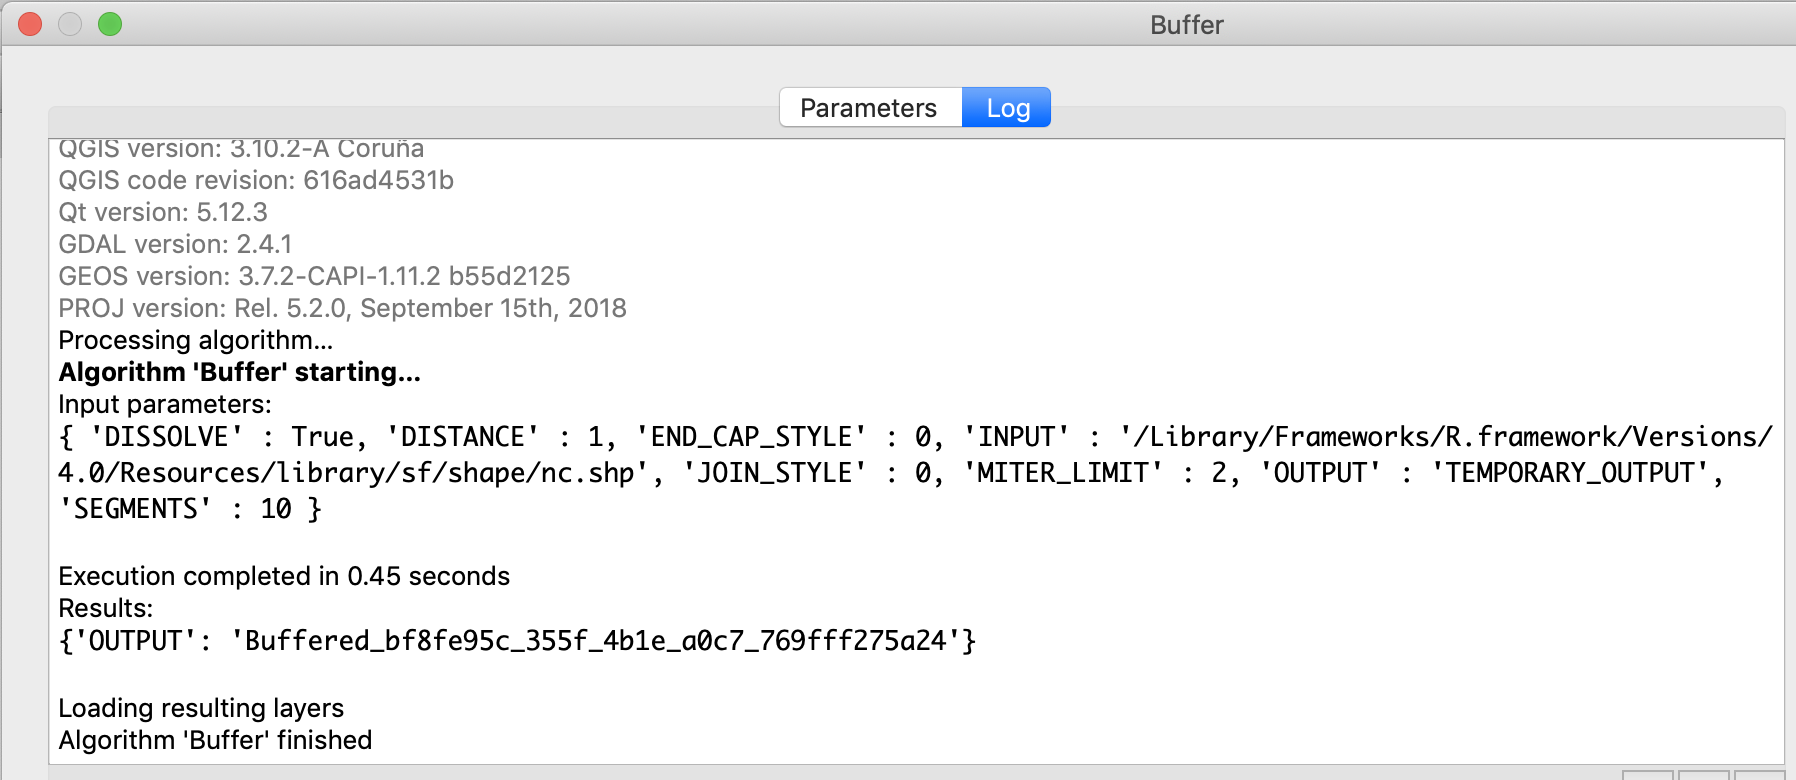 Buffer
Parameters Log
QGIS version: 3.10.2-A Coruña
QGIS code revision: 616ad4531b
Qt version: 5.12.3
GDAL version: 2.4.1
GEOS version: 3.7.2-CAPI-1.11.2 b55d2125
PROJ version: Rel. 5.2.0, September 15th, 2018
Processing algorithm...
Algorithm 'Buffer' starting...
Input parameters:
{ 'DISSOLVE' : True, 'DISTANCE' : 1, 'END_CAP_STYLE' : 0, 'INPUT' : '/Library/Frameworks/R.framework/Versions/
4.0/Resources/library/sf/shape/nc.shp', 'JOIN_STYLE' : 0, 'MITER_LIMIT' : 2, 'OUTPUT' : 'TEMPORARY_OUTPUT',
'SEGMENTS' : 10 }
Execution completed in 0.45 seconds
Results:
{'OUTPUT': 'Buffered_bf8fe95c_355f_4b1e_a0c7_769fff275a24'}
Loading resulting layers
Algorithm 'Buffer' finished